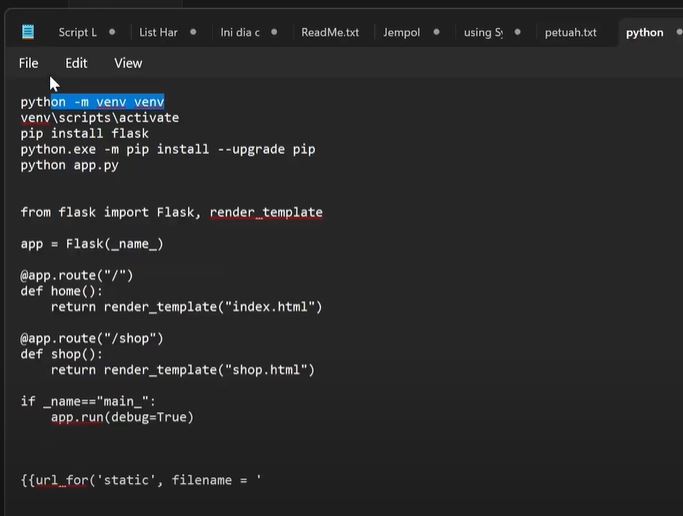 Script L
List Har
Ini dia c
ReadMe.txt
Jempol
using Sy
petuah.txt
python
File Edit View
python -m venv venv
venv\scripts\activate
pip install flask
python.exe -m pip install --upgrade pip
python app.py
from flask import Flask, render_template
app = Flask(_name_)
@app.route("/")
def home():
    return render_template("index.html")
@app.route("/shop")
def shop():
    return render_template("shop.html")
if _name=="main_":
    app.run(debug=True)
{{url_for('static', filename = '